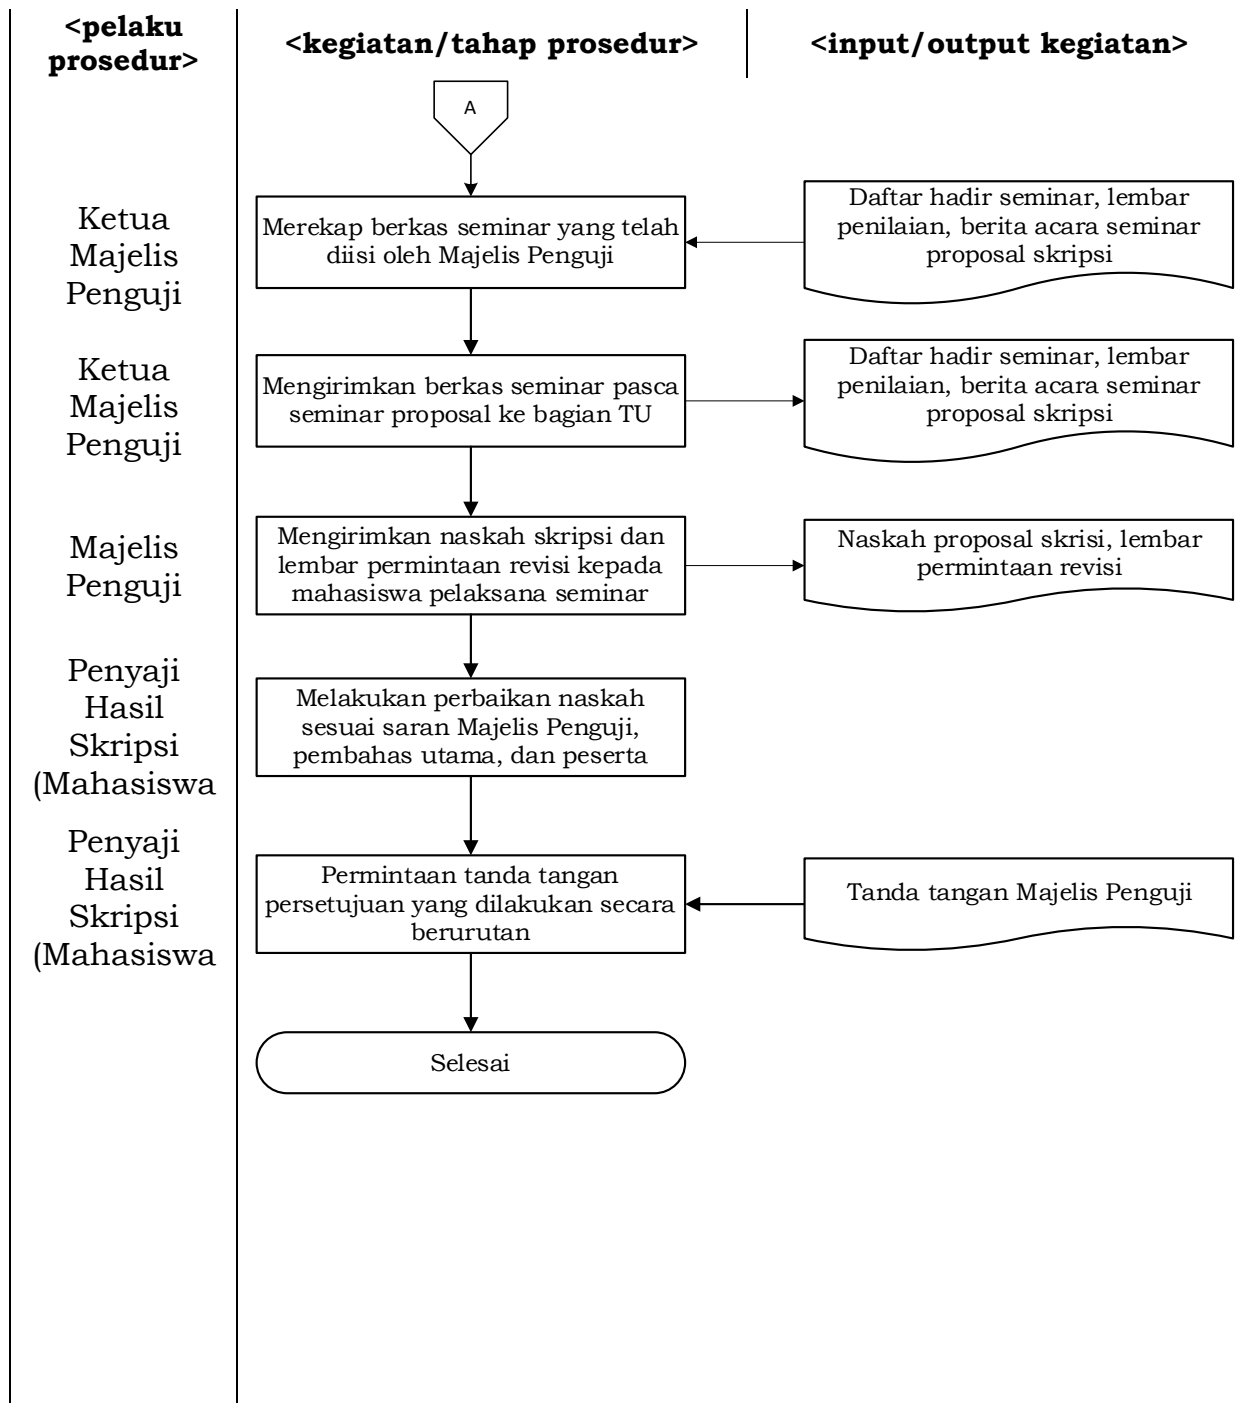 <pelaku
prosedur>
<kegiatan/tahap prosedur>
<input/output kegiatan>
A
Ketua
Majelis
Penguji
Merekap berkas seminar yang telah
diisi oleh Majelis Penguji
Daftar hadir seminar, lembar
penilaian, berita acara seminar
proposal skripsi
Ketua
Majelis
Penguji
Mengirimkan berkas seminar pasca
seminar proposal ke bagian TU
Daftar hadir seminar, lembar
penilaian, berita acara seminar
proposal skripsi
Majelis
Penguji
Mengirimkan naskah skripsi dan
lembar permintaan revisi kepada
mahasiswa pelaksana seminar
Naskah proposal skrisi, lembar
permintaan revisi
Penyaji
Hasil
Skripsi
(Mahasiswa
Melakukan perbaikan naskah
sesuai saran Majelis Penguji,
pembahas utama, dan peserta
Penyaji
Hasil
Skripsi
(Mahasiswa
Permintaan tanda tangan
persetujuan yang dilakukan secara
berurutan
Tanda tangan Majelis Penguji
Selesai